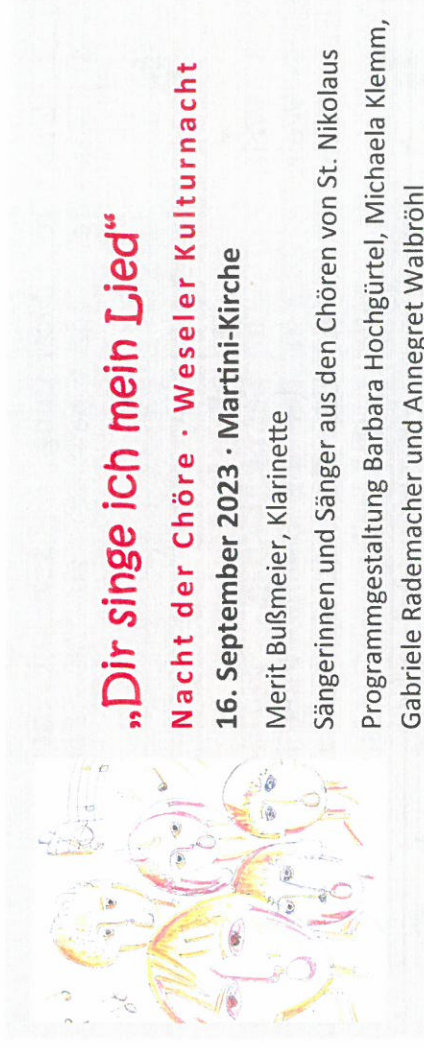 „Dir singe ich mein Lied“
Nacht der Chöre · Weseler Kulturnacht
16. September 2023 · Martini-Kirche
Merit Bußmeier, Klarinette
Sängerinnen und Sänger aus den Chören von St. Nikolaus
Programmgestaltung Barbara Hochgürtel, Michaela Klemm,
Gabriele Rademacher und Annegret Walbröhl